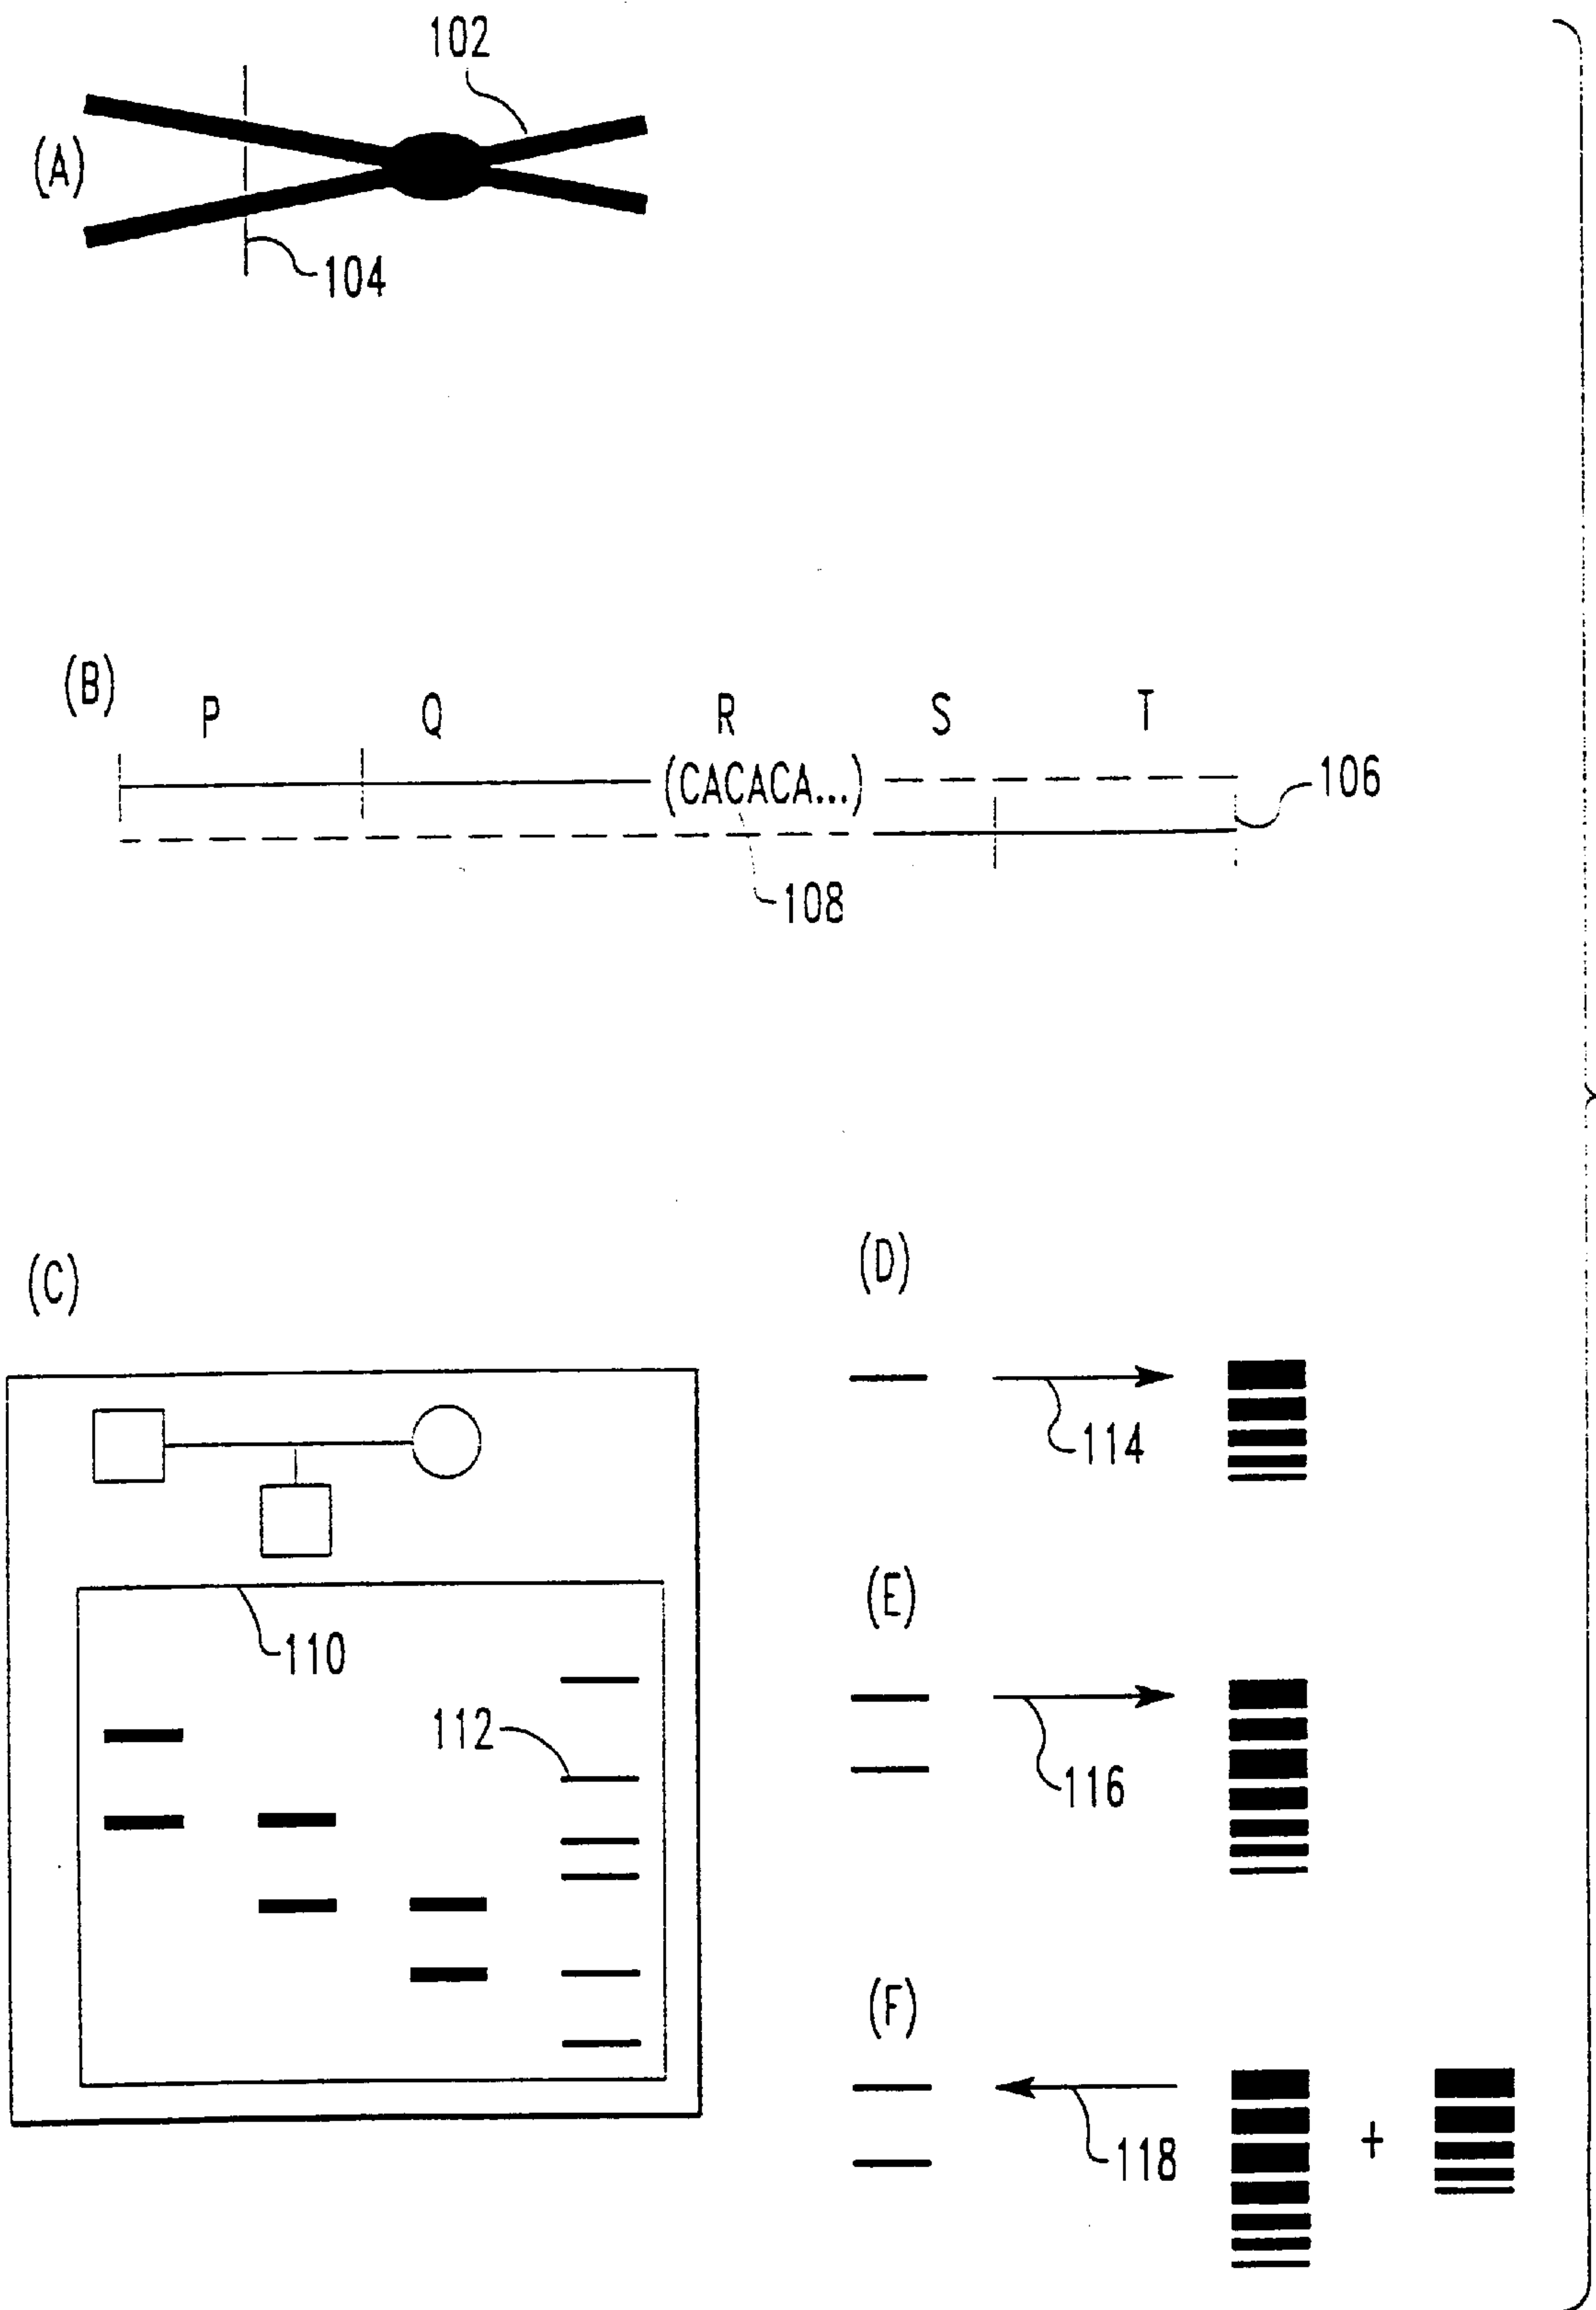 102
(A)
104
(B)
P Q R S T
(CACACA...)
106
108
(C)
(D)
114
(E)
110
112
116
(F)
118
+